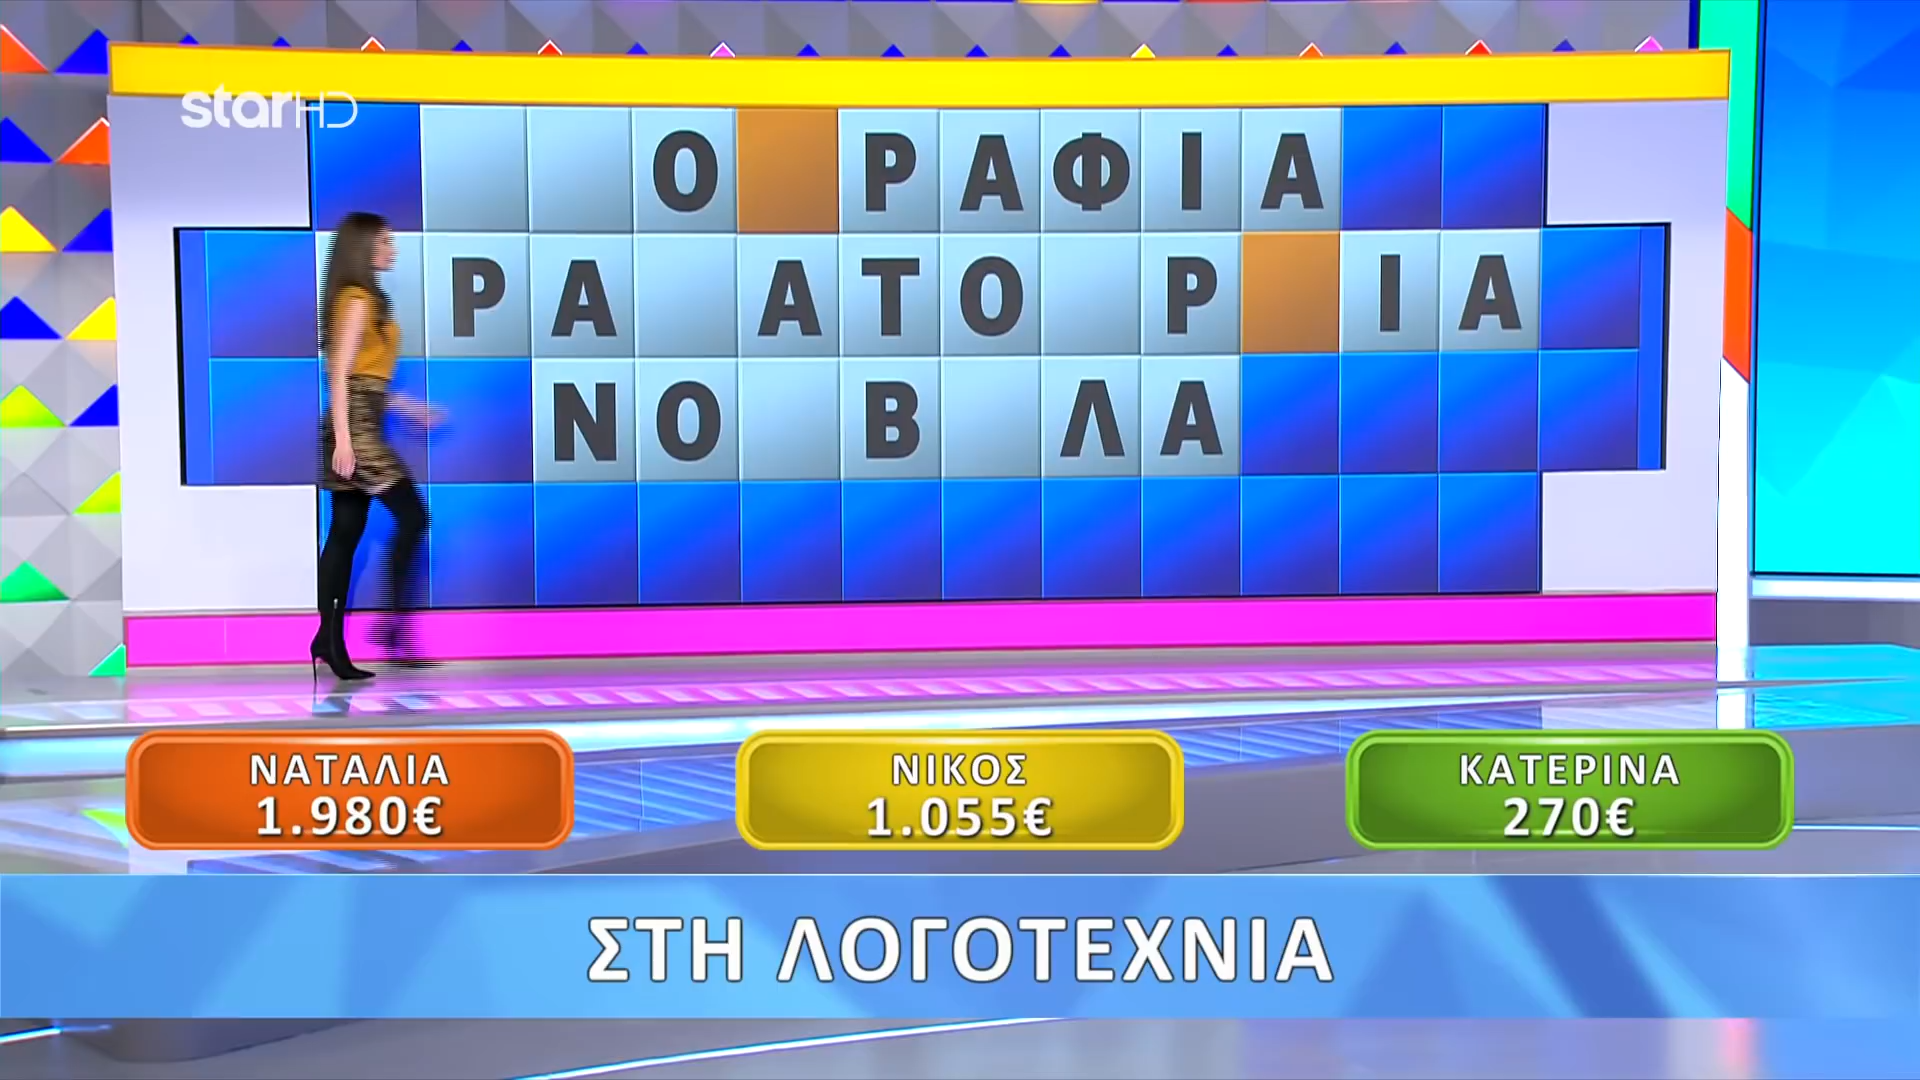 starHD
Ο ΡΑΦΙΑ
ΡΑ ΑΤΟ Ρ ΙΑ
ΝΟ Β ΛΑ
ΝΑΤΑΛΙΑ
1.980€
ΝΙΚΟΣ
1.055€
ΚΑΤΕΡΙΝΑ
270€
ΣΤΗ ΛΟΓΟΤΕΧΝΙΑ